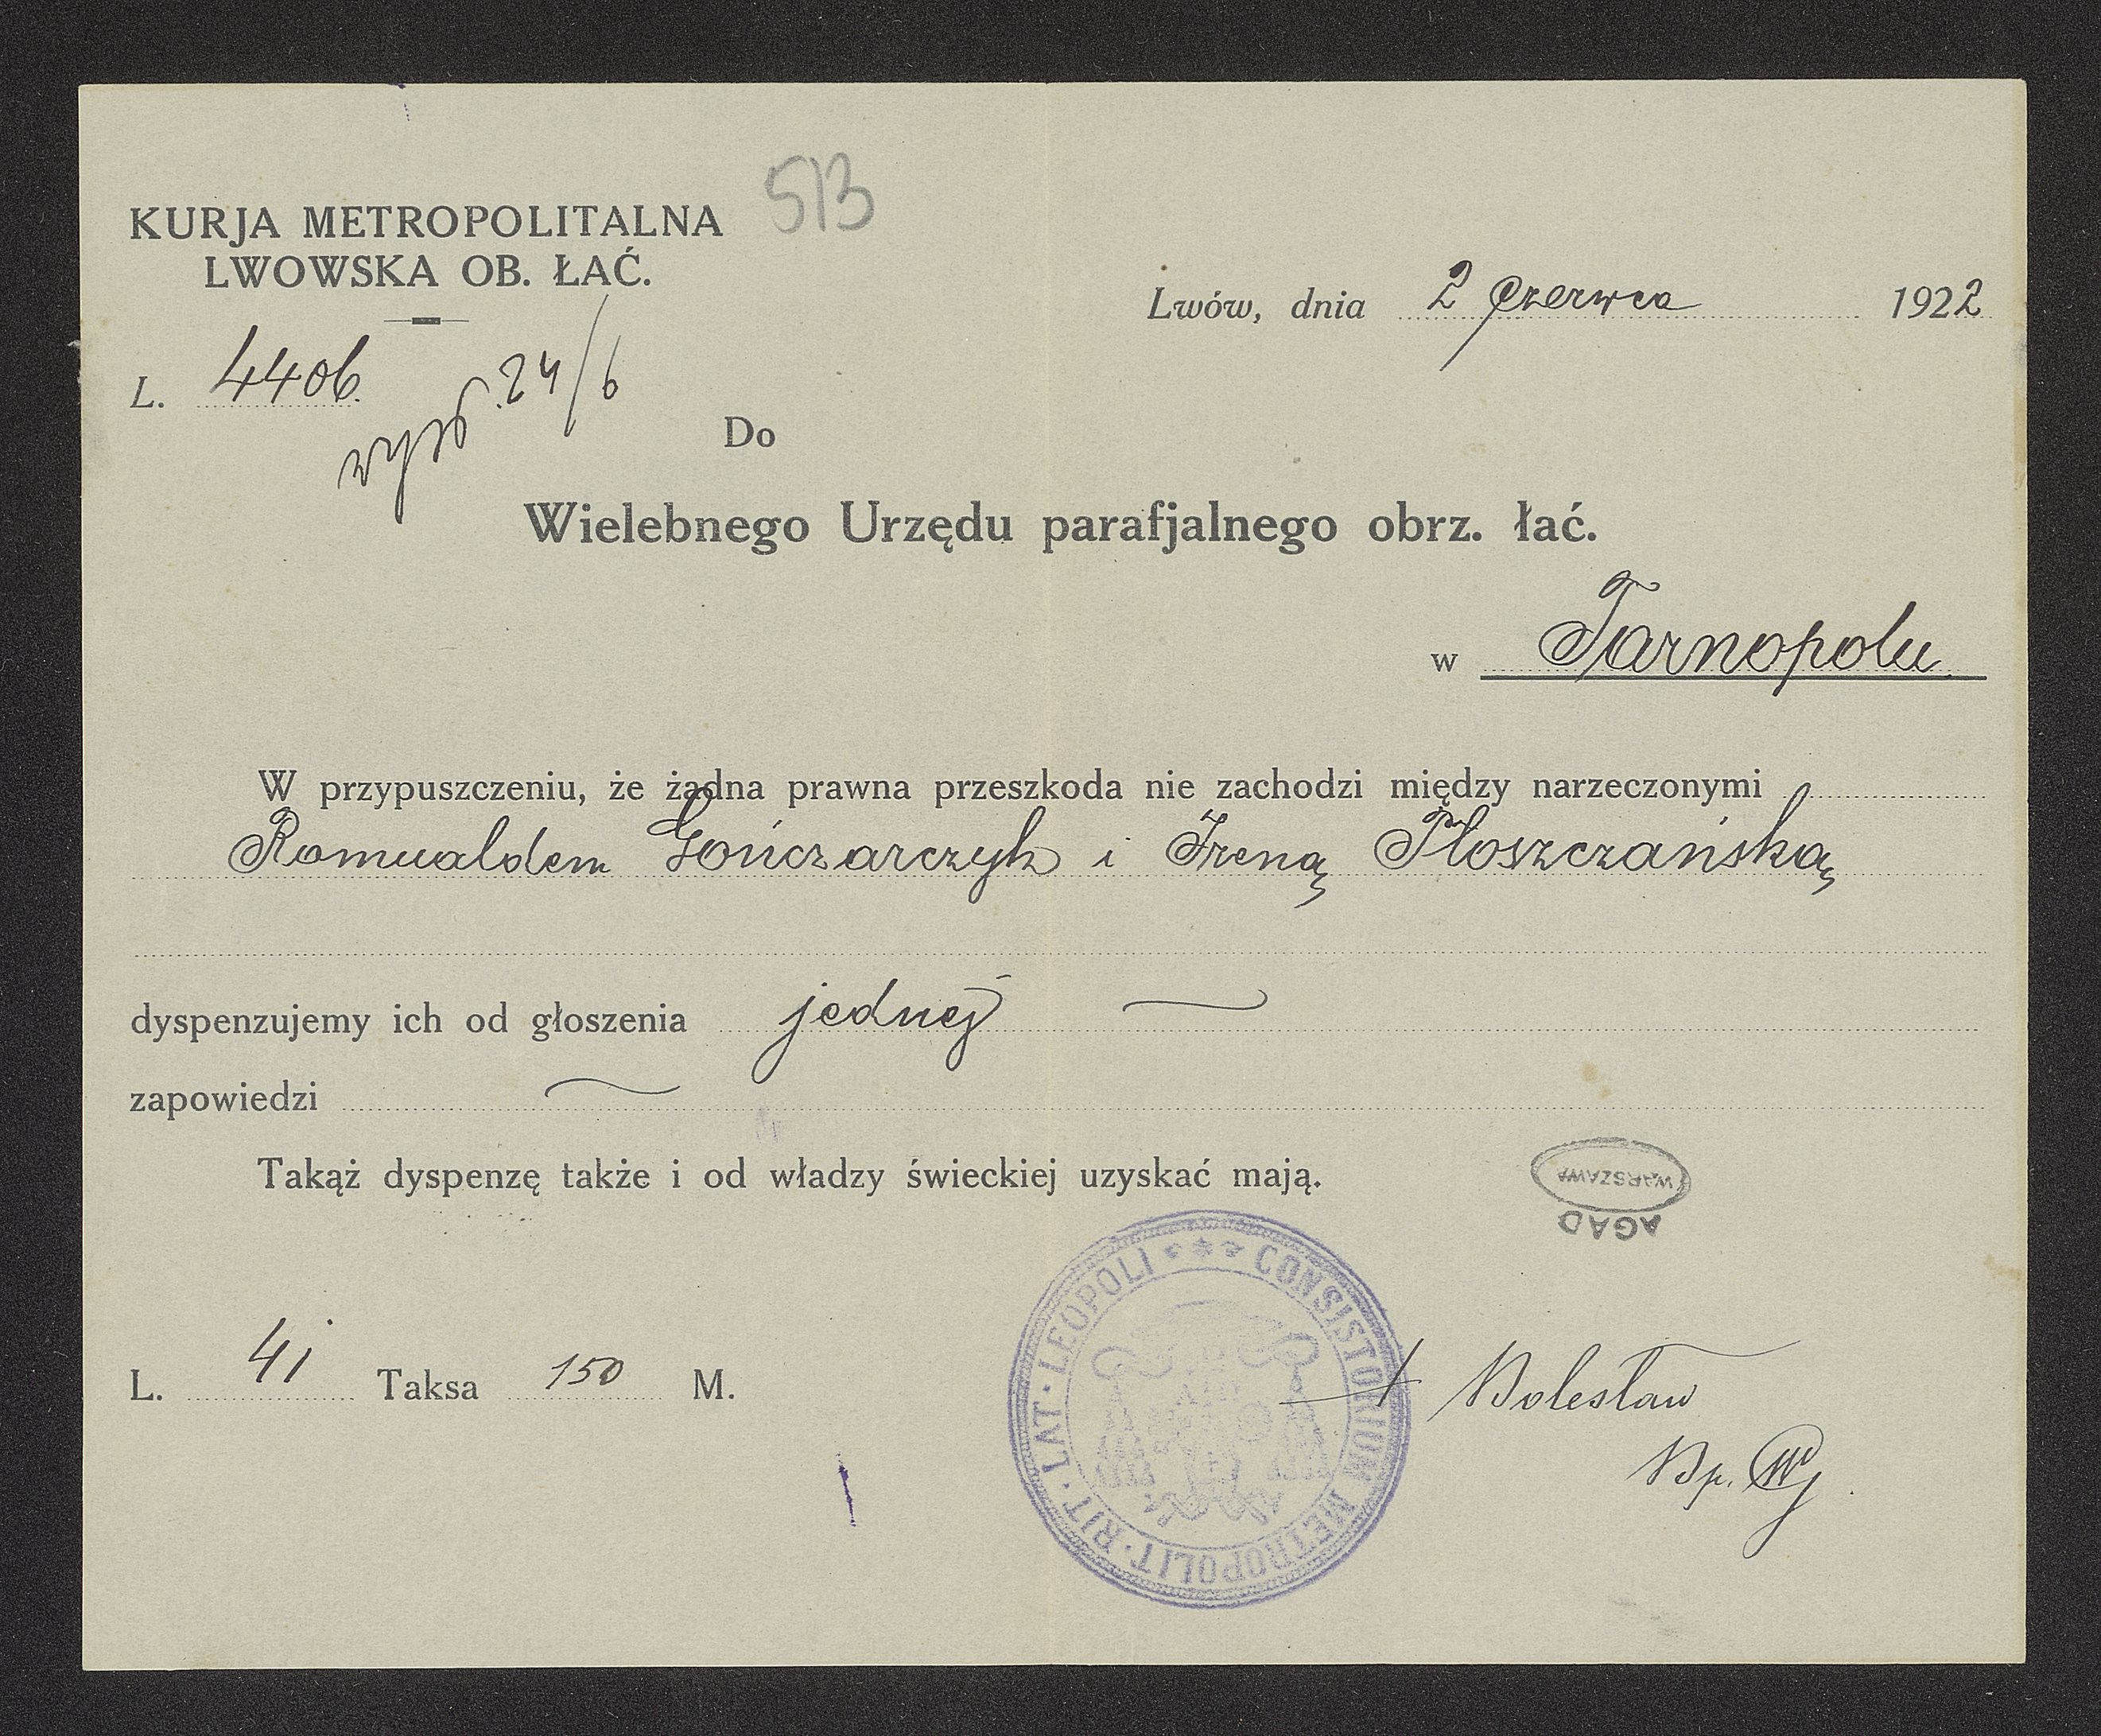 513
KURJA METROPOLITALNA
LWOWSKA OB. ŁAĆ.
Lwów, dnia 2 czerwca 1922
L. 4406.
24/6
Do
Wielebnego Urzędu parafjalnego obrz. łać.
w Tarnopolu
W przypuszczeniu, że żadna prawna przeszkoda nie zachodzi między narzeczonymi
Romualdem Gończarczyk i Ireną Płoszczańską
dyspenzujemy ich od głoszenia jednej
zapowiedzi
Takąż dyspenzę także i od władzy świeckiej uzyskać mają.
WARSZAWA
AGAD
CONSISTORIUM METROPOLIT · RIT · LAT · LEOPOLI
L. 41 Taksa 150 M.
† Bolesław
Bp.